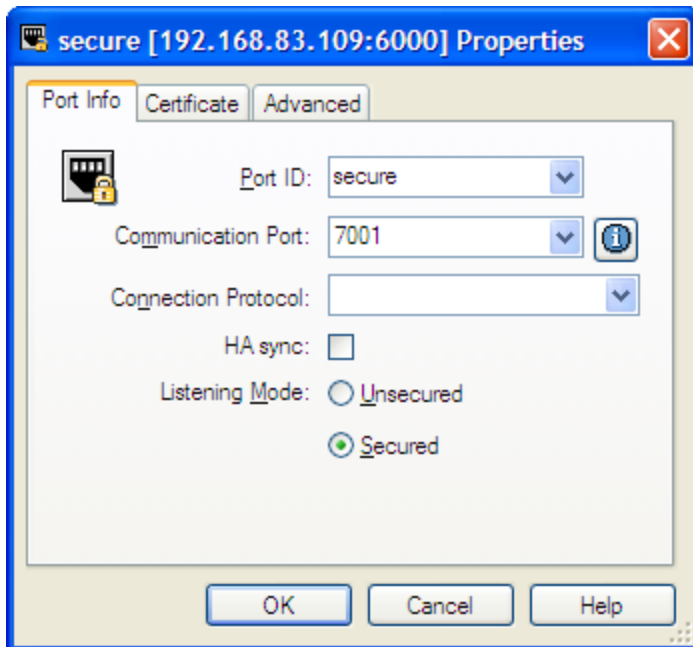 secure [192.168.83.109:6000] Properties
Port Info Certificate Advanced
Port ID: secure
Communication Port: 7001
Connection Protocol:
HA sync:
Listening Mode: Unsecured
Secured
OK Cancel Help